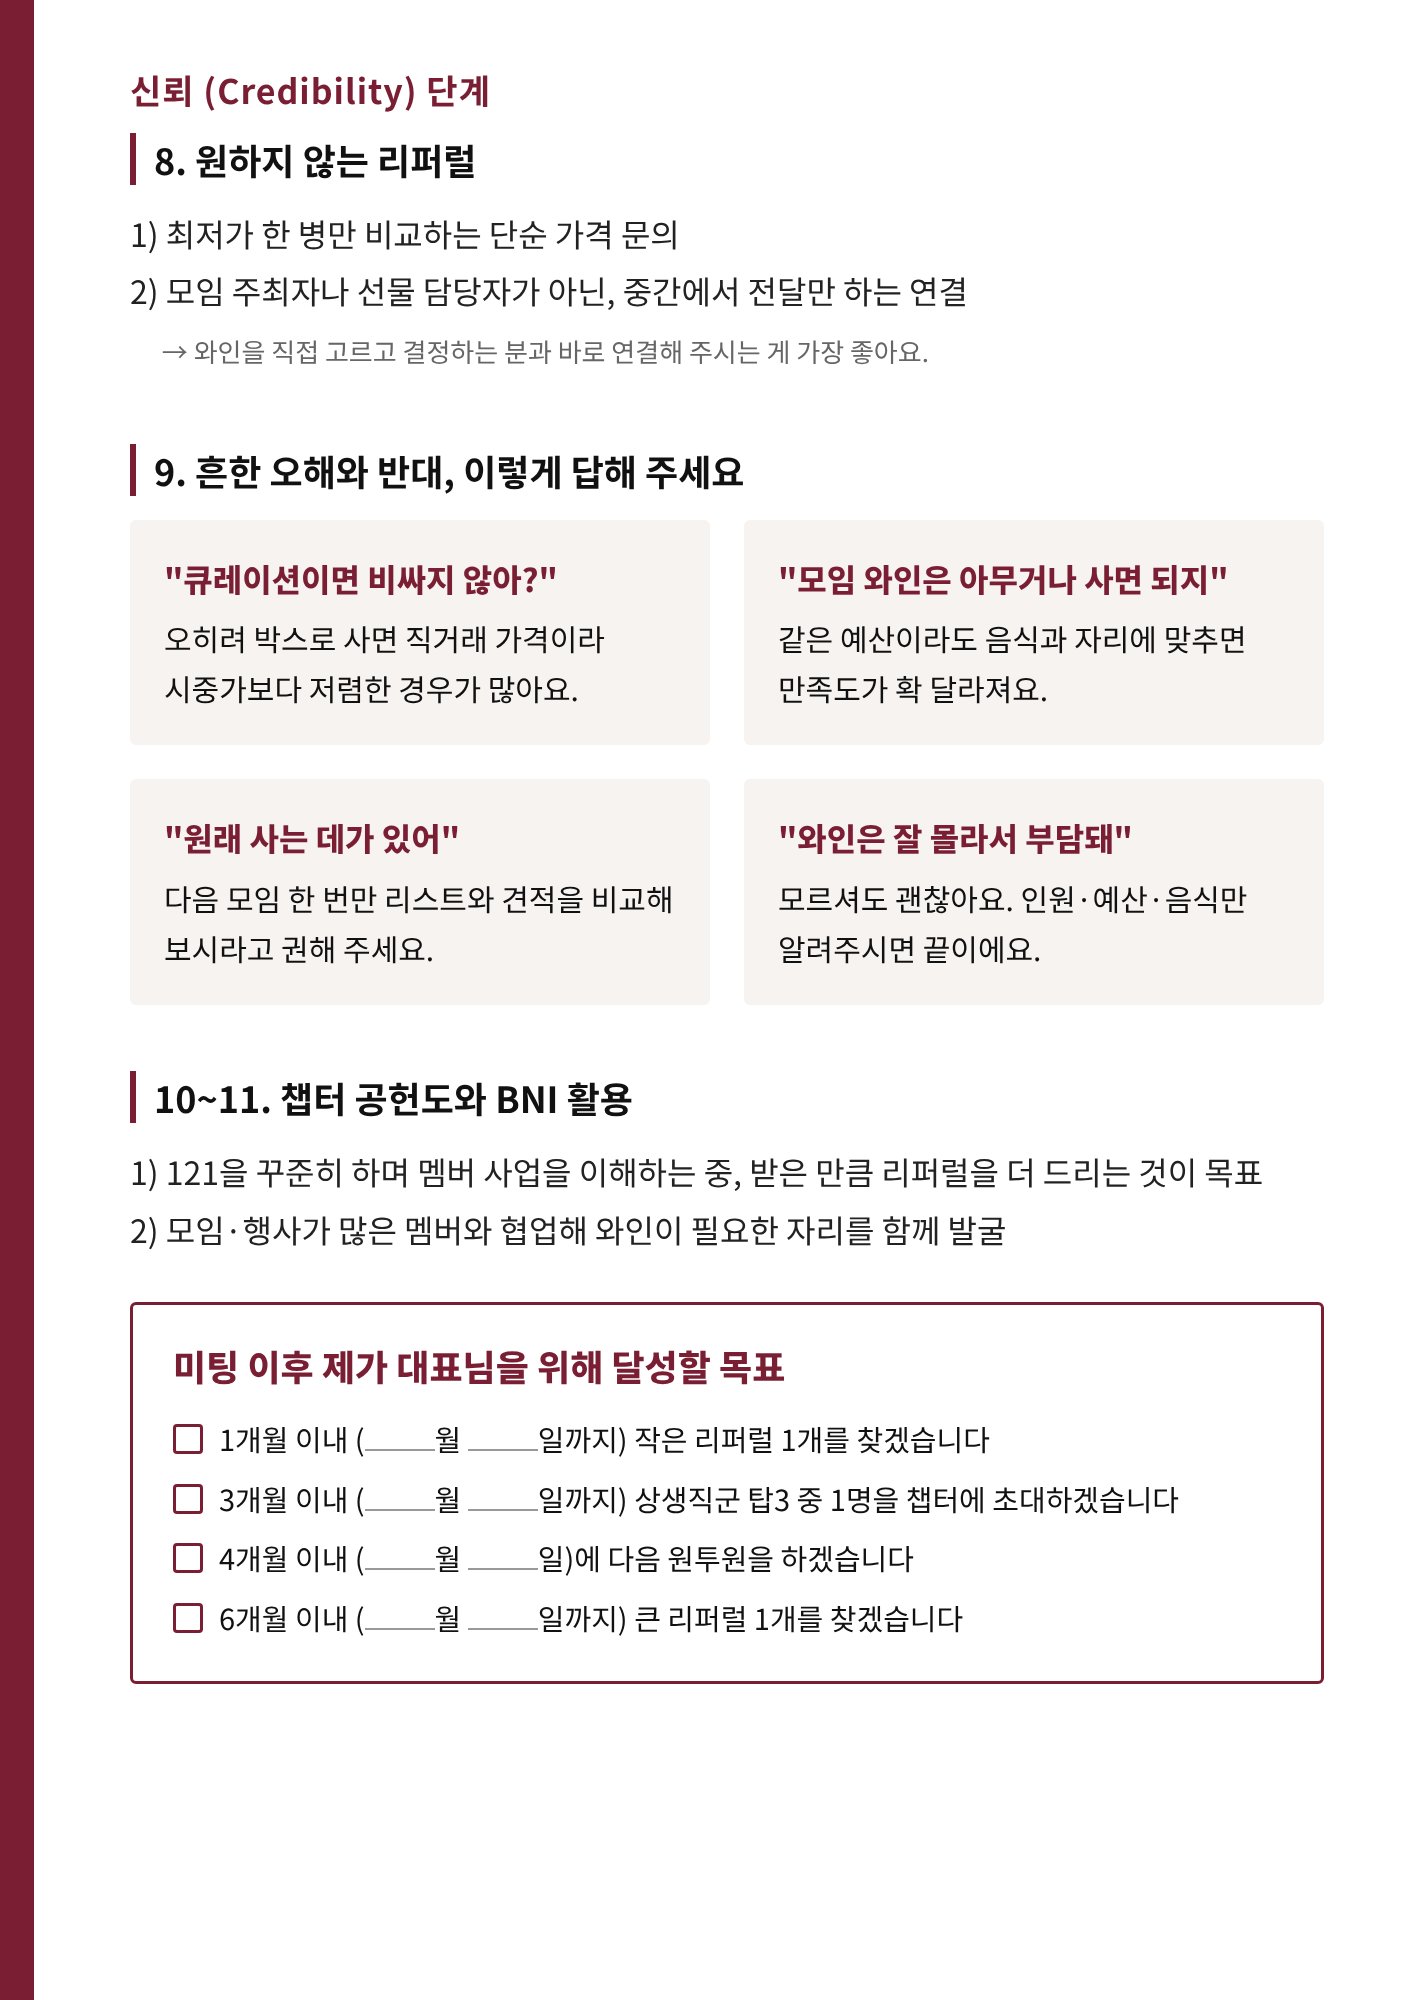 신뢰 (Credibility) 단계
8. 원하지 않는 리퍼럴
1) 최저가 한 병만 비교하는 단순 가격 문의
2) 모임 주최자나 선물 담당자가 아닌, 중간에서 전달만 하는 연결
→ 와인을 직접 고르고 결정하는 분과 바로 연결해 주시는 게 가장 좋아요.
9. 흔한 오해와 반대, 이렇게 답해 주세요
"큐레이션이면 비싸지 않아?"
오히려 박스로 사면 직거래 가격이라
시중가보다 저렴한 경우가 많아요.
"모임 와인은 아무거나 사면 되지"
같은 예산이라도 음식과 자리에 맞추면
만족도가 확 달라져요.
"원래 사는 데가 있어"
다음 모임 한 번만 리스트와 견적을 비교해
보시라고 권해 주세요.
"와인은 잘 몰라서 부담돼"
모르셔도 괜찮아요. 인원·예산·음식만
알려주시면 끝이에요.
10~11. 챕터 공헌도와 BNI 활용
1) 121을 꾸준히 하며 멤버 사업을 이해하는 중, 받은 만큼 리퍼럴을 더 드리는 것이 목표
2) 모임·행사가 많은 멤버와 협업해 와인이 필요한 자리를 함께 발굴
미팅 이후 제가 대표님을 위해 달성할 목표
1개월 이내 (_____월 _____일까지) 작은 리퍼럴 1개를 찾겠습니다
3개월 이내 (_____월 _____일까지) 상생직군 탑3 중 1명을 챕터에 초대하겠습니다
4개월 이내 (_____월 _____일)에 다음 원투원을 하겠습니다
6개월 이내 (_____월 _____일까지) 큰 리퍼럴 1개를 찾겠습니다